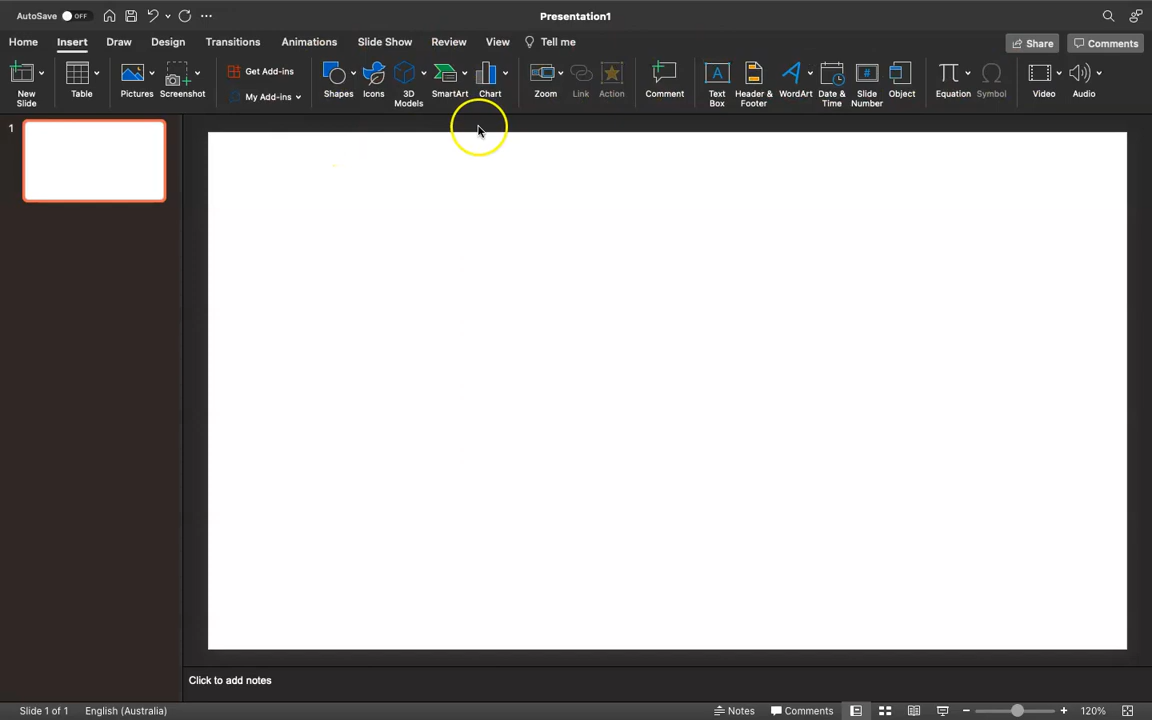 AutoSave OFF
Presentation1
Home Insert Draw Design Transitions Animations Slide Show Review View Tell me
Share Comments
New Slide
Table
Pictures
Screenshot
Get Add-ins
My Add-ins
Shapes
Icons
3D Models
SmartArt
Chart
Zoom
Link
Action
Comment
Text Box
Header & Footer
WordArt
Date & Time
Slide Number
Object
Equation
Symbol
Video
Audio
1
Click to add notes
Slide 1 of 1 English (Australia) Notes Comments 120%